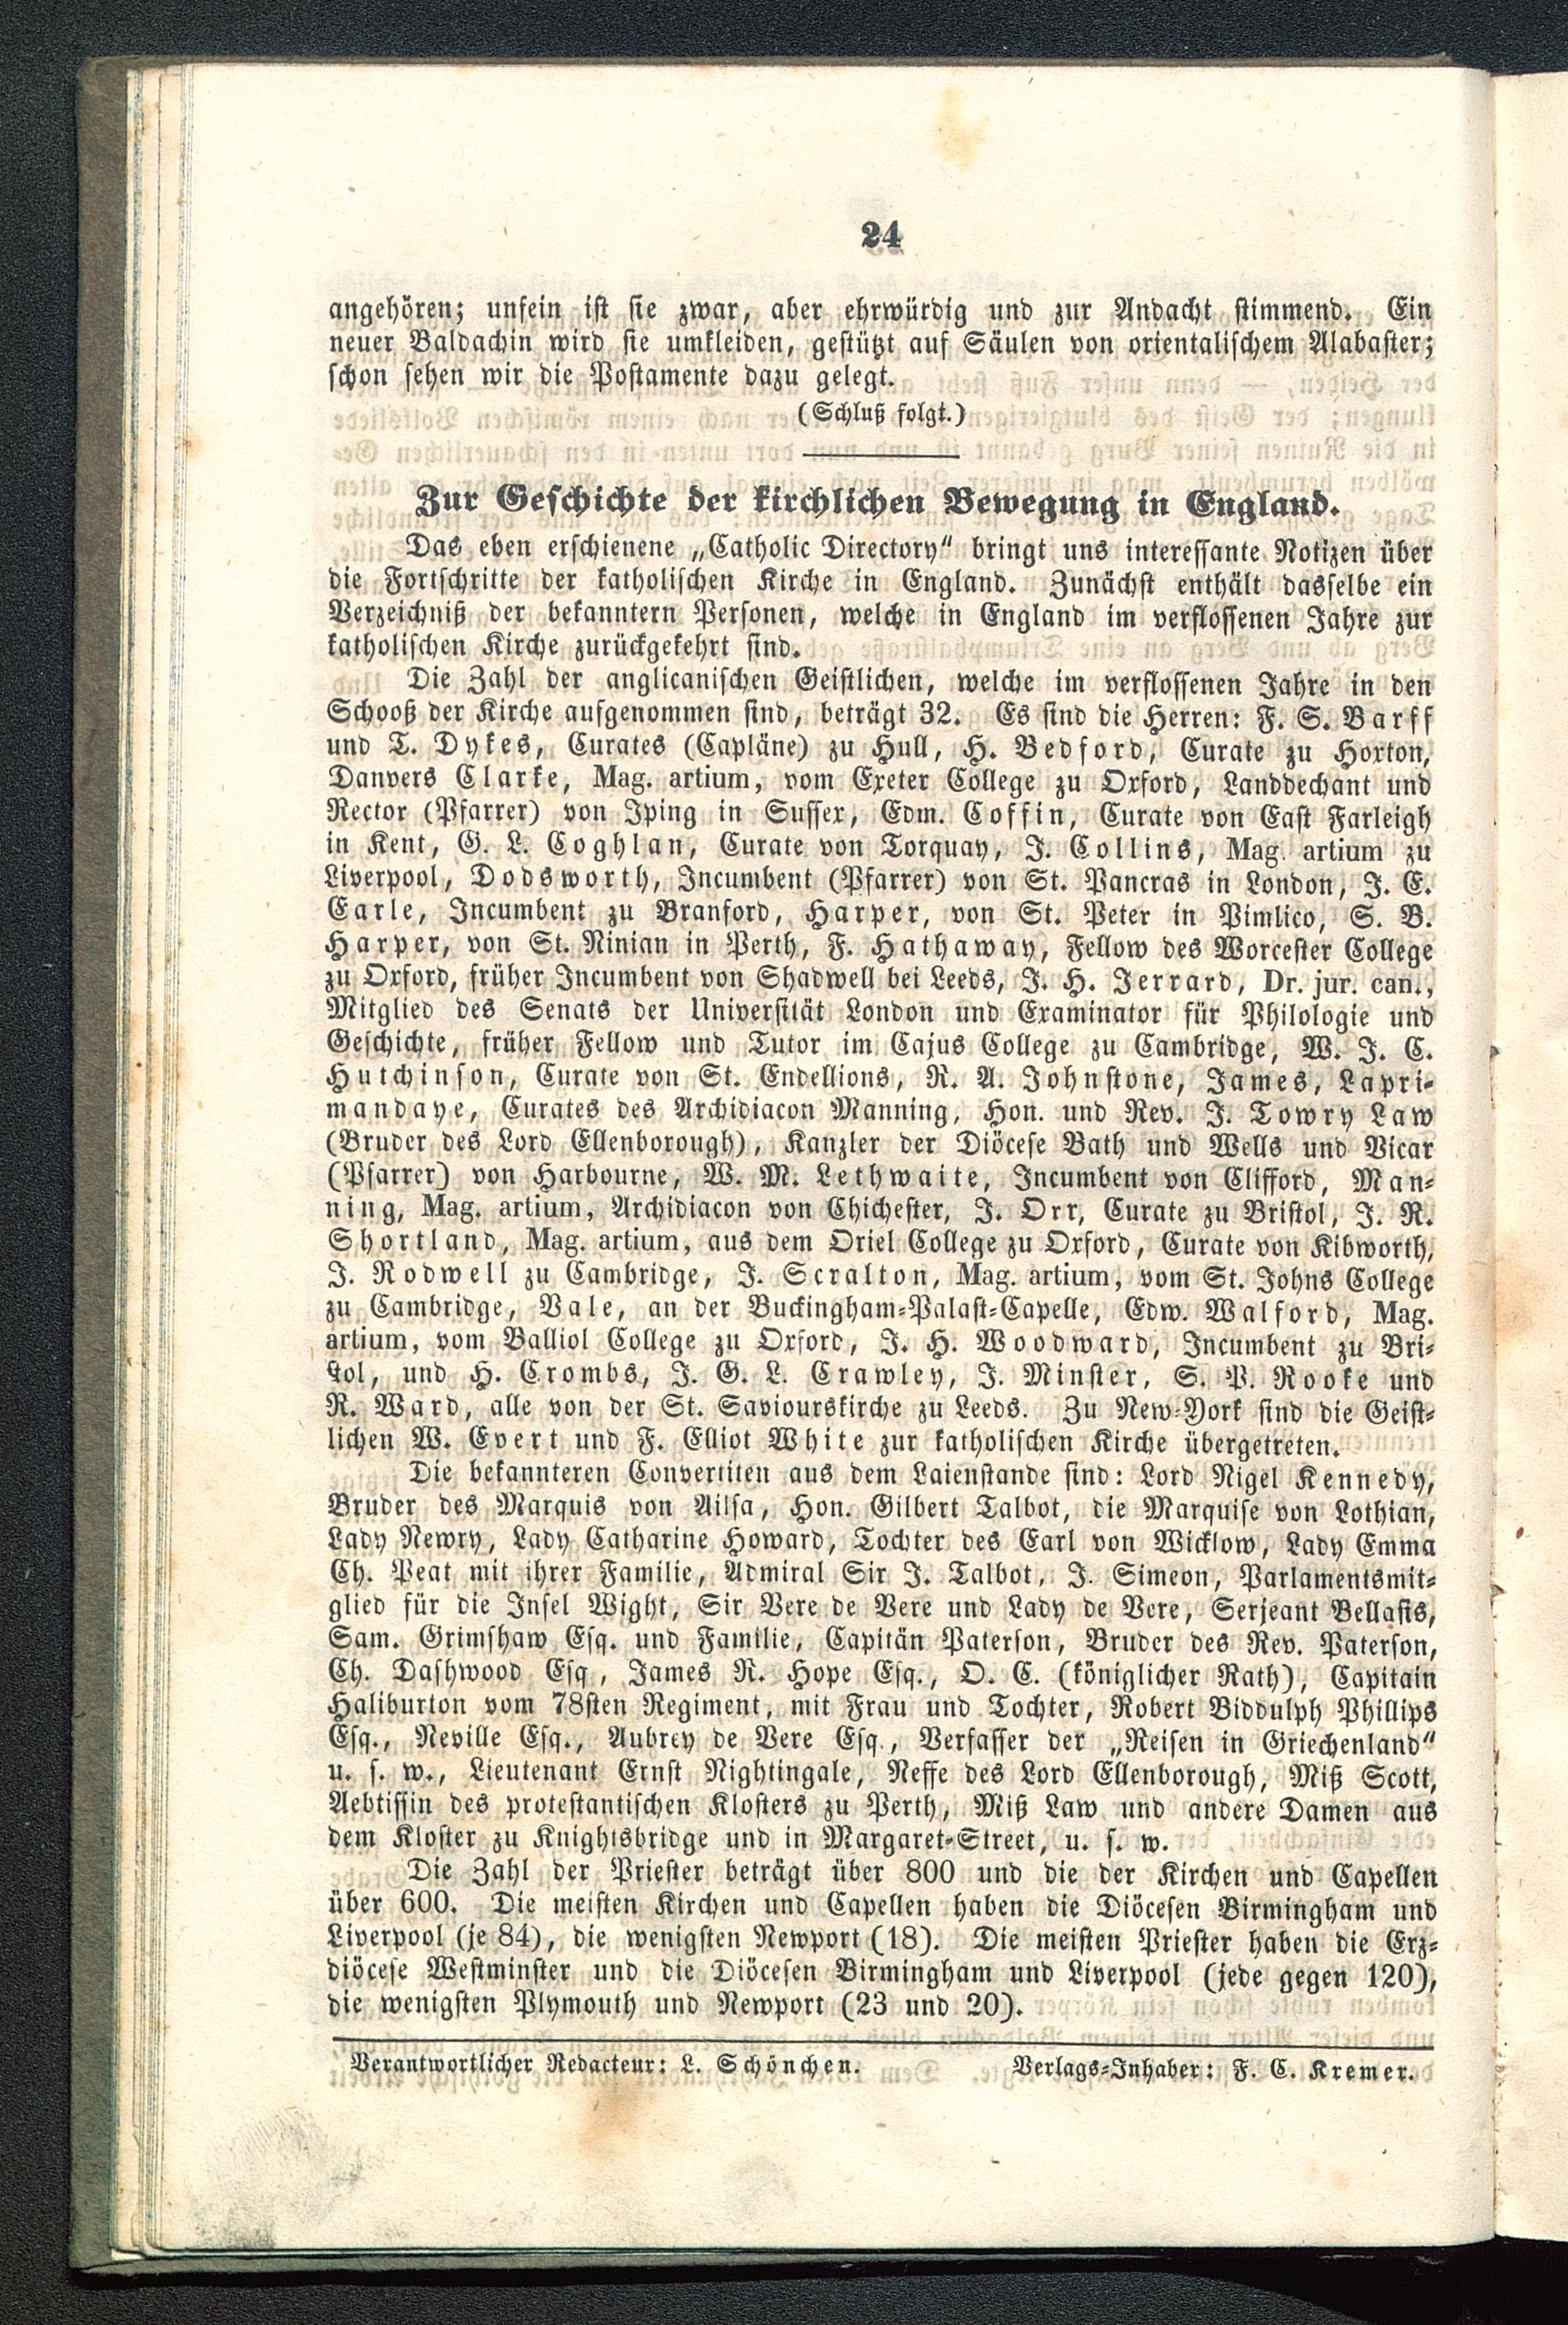 24
angehören; unfein ist sie zwar, aber ehrwürdig und zur Andacht stimmend. Ein
neuer Baldachin wird sie umkleiden, gestützt auf Säulen von orientalischem Alabaster;
schon sehen wir die Postamente dazu gelegt.
(Schluß folgt.)
Zur Geschichte der kirchlichen Bewegung in England.
Das eben erschienene „Catholic Directory“ bringt uns interessante Notizen über
die Fortschritte der katholischen Kirche in England. Zunächst enthält dasselbe ein
Verzeichniß der bekanntern Personen, welche in England im verflossenen Jahre zur
katholischen Kirche zurückgekehrt sind.
Die Zahl der anglicanischen Geistlichen, welche im verflossenen Jahre in den
Schooß der Kirche aufgenommen sind, beträgt 32. Es sind die Herren: F. S. Barff
und T. Dykes, Curates (Capläne) zu Hull, H. Bedford, Curate zu Hoxton,
Danvers Clarke, Mag. artium, vom Exeter College zu Oxford, Landdechant und
Rector (Pfarrer) von Iping in Sussex, Edm. Coffin, Curate von East Farleigh
in Kent, G. L. Coghlan, Curate von Torquay, J. Collins, Mag. artium zu
Liverpool, Dodsworth, Incumbent (Pfarrer) von St. Pancras in London, J. E.
Earle, Incumbent zu Branford, Harper, von St. Peter in Pimlico, S. B.
Harper, von St. Ninian in Perth, F. Hathaway, Fellow des Worcester College
zu Oxford, früher Incumbent von Shadwell bei Leeds, J. H. Jerrard, Dr. jur. can.,
Mitglied des Senats der Universität London und Examinator für Philologie und
Geschichte, früher Fellow und Tutor im Cajus College zu Cambridge, W. J. C.
Hutchinson, Curate von St. Endellions, R. A. Johnstone, James, Lapri-
mandaye, Curates des Archidiacon Manning, Hon. und Rev. J. Towry Law
(Bruder des Lord Ellenborough), Kanzler der Diöcese Bath und Wells und Vicar
(Pfarrer) von Harbourne, W. M. Lethwaite, Incumbent von Clifford, Man-
ning, Mag. artium, Archidiacon von Chichester, J. Orr, Curate zu Bristol, J. R.
Shortland, Mag. artium, aus dem Oriel College zu Oxford, Curate von Kibworth,
J. Rodwell zu Cambridge, J. Scralton, Mag. artium, vom St. Johns College
zu Cambridge, Vale, an der Buckingham-Palast-Capelle, Edw. Walford, Mag.
artium, vom Balliol College zu Oxford, J. H. Woodward, Incumbent zu Bri-
stol, und H. Crombs, J. G. L. Crawley, J. Minster, S. P. Rooke und
R. Ward, alle von der St. Saviourskirche zu Leeds. Zu New-York sind die Geist-
lichen W. Evert und F. Elliot White zur katholischen Kirche übergetreten.
Die bekannteren Convertiten aus dem Laienstande sind: Lord Nigel Kennedy,
Bruder des Marquis von Ailsa, Hon. Gilbert Talbot, die Marquise von Lothian,
Lady Newry, Lady Catharine Howard, Tochter des Earl von Wicklow, Lady Emma
Ch. Peat mit ihrer Familie, Admiral Sir J. Talbot, J. Simeon, Parlamentsmit-
glied für die Insel Wight, Sir Vere de Vere und Lady de Vere, Serjeant Bellasis,
Sam. Grimshaw Esq. und Familie, Capitän Paterson, Bruder des Rev. Paterson,
Ch. Dashwood Esq, James R. Hope Esq., O. C. (königlicher Rath), Capitain
Haliburton vom 78sten Regiment, mit Frau und Tochter, Robert Biddulph Phillips
Esq., Neville Esq., Aubrey de Vere Esq., Verfasser der „Reisen in Griechenland“
u. s. w., Lieutenant Ernst Nightingale, Neffe des Lord Ellenborough, Miß Scott,
Aebtissin des protestantischen Klosters zu Perth, Miß Law und andere Damen aus
dem Kloster zu Knightsbridge und in Margaret-Street, u. s. w.
Die Zahl der Priester beträgt über 800 und die der Kirchen und Capellen
über 600. Die meisten Kirchen und Capellen haben die Diöcesen Birmingham und
Liverpool (je 84), die wenigsten Newport (18). Die meisten Priester haben die Erz-
diöcese Westminster und die Diöcesen Birmingham und Liverpool (jede gegen 120),
die wenigsten Plymouth und Newport (23 und 20).
Verantwortlicher Redacteur: L. Schönchen. Verlags-Inhaber: F. C. Kremer.